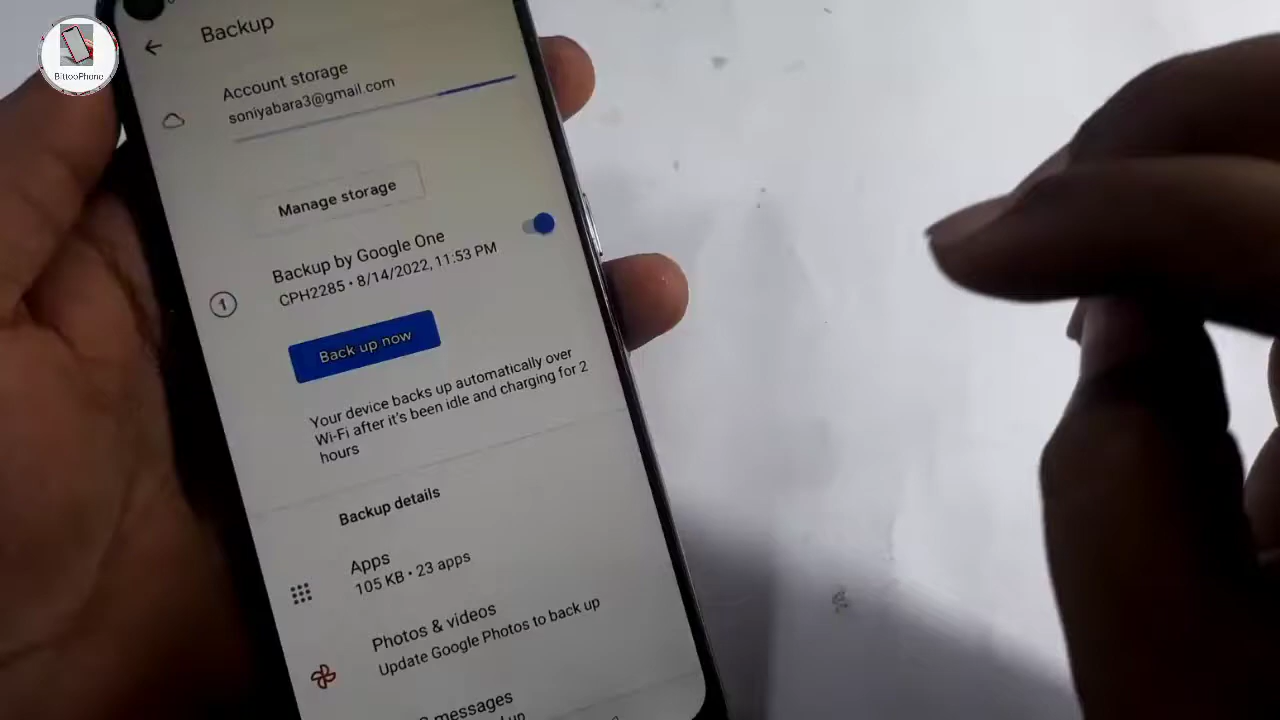 BittooPhone
Backup
Account storage
soniyabara3@gmail.com
Manage storage
Backup by Google One
CPH2285 • 8/14/2022, 11:53 PM
1
Back up now
Your device backs up automatically over
Wi-Fi after it's been idle and charging for 2
hours
Backup details
Apps
105 KB • 23 apps
Photos & videos
Update Google Photos to back up
messages